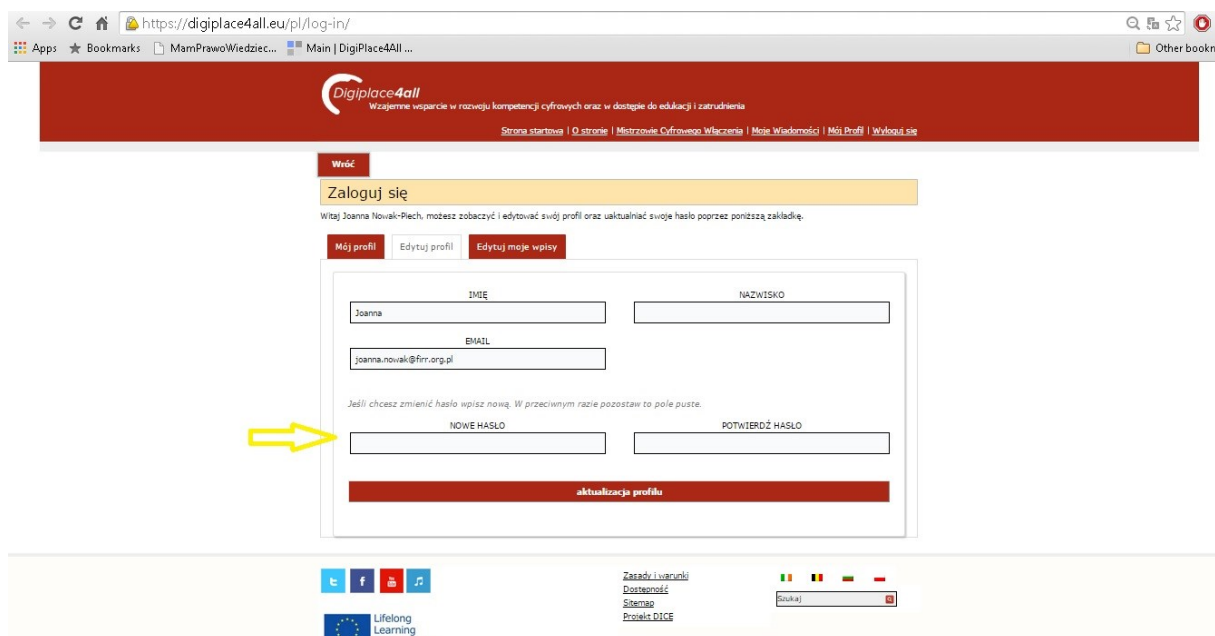 https://digiplace4all.eu/pl/log-in/
Apps Bookmarks MamPrawoWiedziec... Main | DigiPlace4All ... Other bookn
Digiplace4all
Wzajemne wsparcie w rozwoju kompetencji cyfrowych oraz w dostępie do edukacji i zatrudnienia
Strona startowa | O stronie | Mistrzowie Cyfrowego Włączenia | Moje Wiadomości | Mój Profil | Wyloguj się
Wróć
Zaloguj się
Witaj Joanna Nowak-Piech, możesz zobaczyć i edytować swój profil oraz uaktualniać swoje hasło poprzez poniższą zakładkę.
Mój profil Edytuj profil Edytuj moje wpisy
IMIĘ NAZWISKO
Joanna
EMAIL
joanna.nowak@firr.org.pl
Jeśli chcesz zmienić hasło wpisz nową. W przeciwnym razie pozostaw to pole puste.
NOWE HASŁO POTWIERDŹ HASŁO
aktualizacja profilu
Zasady i warunki
Dostępność
Szukaj
Sitemap
Projekt DICE
Lifelong
Learning